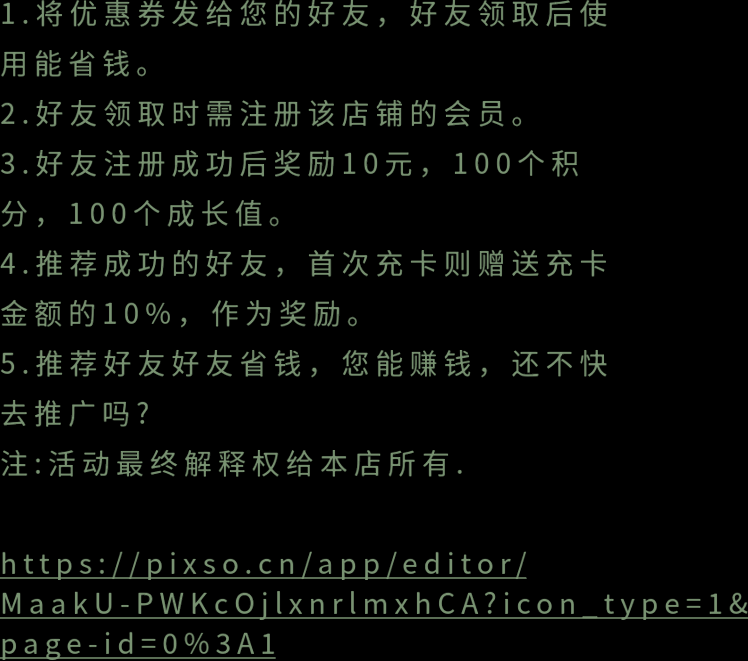 1.将优惠券发给您的好友，好友领取后使
用能省钱。
2.好友领取时需注册该店铺的会员。
3.好友注册成功后奖励10元，100个积
分，100个成长值。
4.推荐成功的好友，首次充卡则赠送充卡
金额的10%，作为奖励。
5.推荐好友好友省钱，您能赚钱，还不快
去推广吗?
注:活动最终解释权给本店所有.
https://pixso.cn/app/editor/
MaakU-PWKcOjlxnrlmxhCA?icon_type=1&
page-id=0%3A1